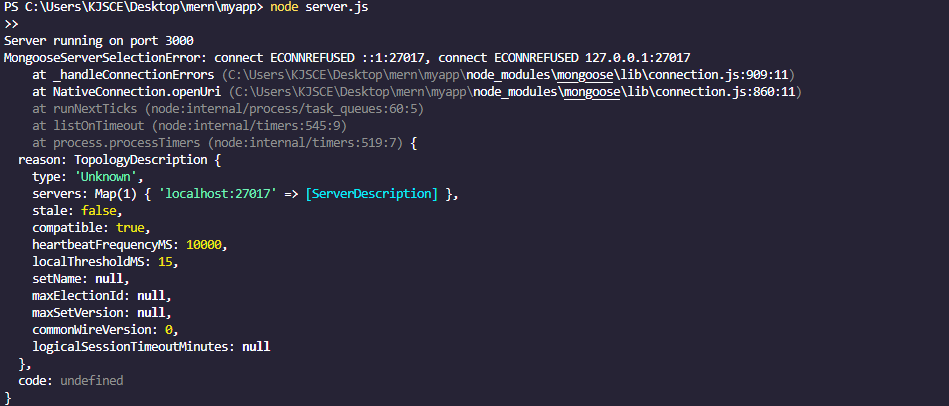 PS C:\Users\KJSCE\Desktop\mern\myapp> node server.js
>>
Server running on port 3000
MongooseServerSelectionError: connect ECONNREFUSED ::1:27017, connect ECONNREFUSED 127.0.0.1:27017
    at _handleConnectionErrors (C:\Users\KJSCE\Desktop\mern\myapp\node_modules\mongoose\lib\connection.js:909:11)
    at NativeConnection.openUri (C:\Users\KJSCE\Desktop\mern\myapp\node_modules\mongoose\lib\connection.js:860:11)
    at runNextTicks (node:internal/process/task_queues:60:5)
    at listOnTimeout (node:internal/timers:545:9)
    at process.processTimers (node:internal/timers:519:7) {
  reason: TopologyDescription {
    type: 'Unknown',
    servers: Map(1) { 'localhost:27017' => [ServerDescription] },
    stale: false,
    compatible: true,
    heartbeatFrequencyMS: 10000,
    localThresholdMS: 15,
    setName: null,
    maxElectionId: null,
    maxSetVersion: null,
    commonWireVersion: 0,
    logicalSessionTimeoutMinutes: null
  },
  code: undefined
}